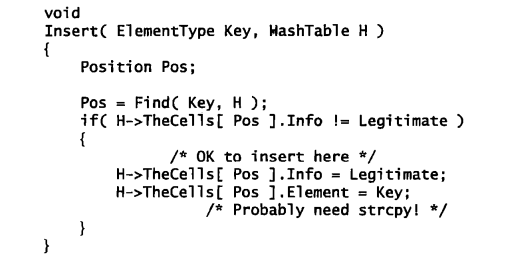 void
Insert( ElementType Key, HashTable H )
{
    Position Pos;

    Pos = Find( Key, H );
    if( H->TheCells[ Pos ].Info != Legitimate )
    {
            /* OK to insert here */
        H->TheCells[ Pos ].Info = Legitimate;
        H->TheCells[ Pos ].Element = Key;
                /* Probably need strcpy! */
    }
}